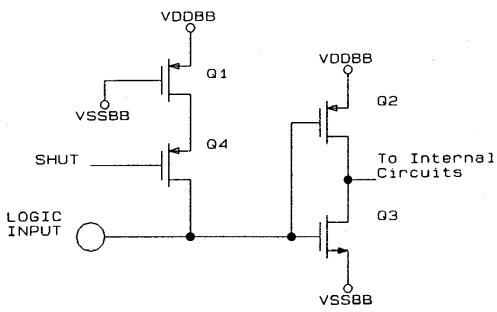 VDDBB
Q1
VSSBB
VDDBB
Q2
SHUT
Q4
To Internal
Circuits
LOGIC
INPUT
Q3
VSSBB